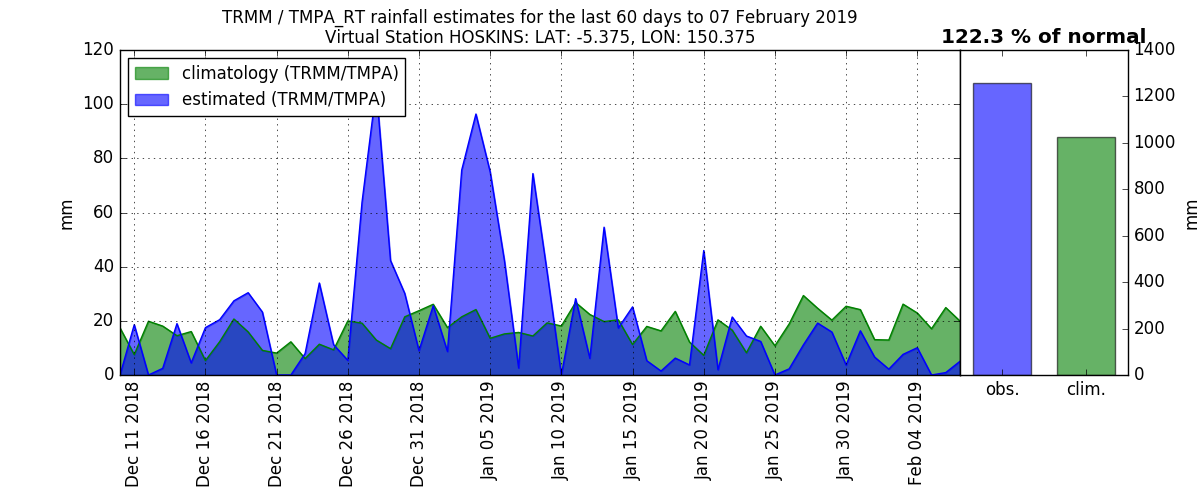 TRMM / TMPA_RT rainfall estimates for the last 60 days to 07 February 2019
Virtual Station HOSKINS: LAT: -5.375, LON: 150.375
122.3 % of normal
climatology (TRMM/TMPA)
estimated (TRMM/TMPA)
mm
120
100
80
60
40
20
0
Dec 11 2018
Dec 16 2018
Dec 21 2018
Dec 26 2018
Dec 31 2018
Jan 05 2019
Jan 10 2019
Jan 15 2019
Jan 20 2019
Jan 25 2019
Jan 30 2019
Feb 04 2019
obs.
clim.
1400
1200
1000
800
600
400
200
0
mm